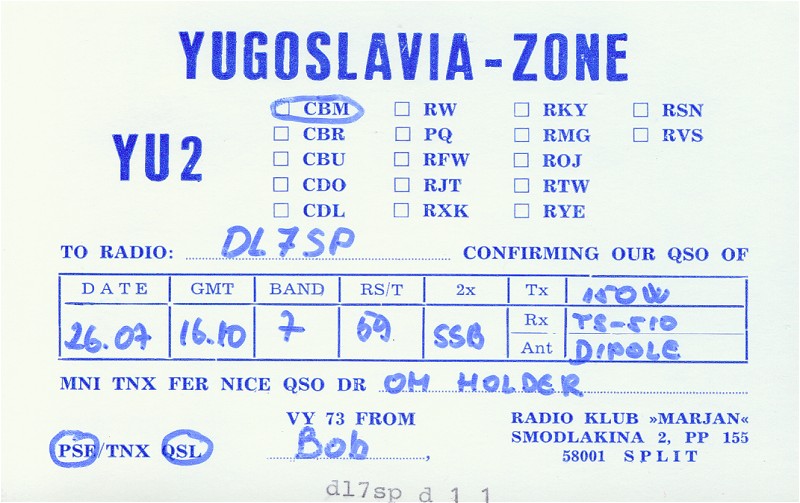 YUGOSLAVIA-ZONE
YU2
CBM RW RKY RSN
CBR PQ RMG RVS
CBU RFW ROJ
CDO RJT RTW
CDL RXK RYE
TO RADIO: DL7SP CONFIRMING OUR QSO OF
DATE GMT BAND RS/T 2x Tx 150W
26.07 16.10 7 59 SSB Rx TS-510
Ant DIPOLE
MNI TNX FER NICE QSO DR OM HOLDER
VY 73 FROM
PSE/TNX QSL Bob,
RADIO KLUB »MARJAN«
SMODLAKINA 2, PP 155
58001 SPLIT
dl7sp d 1 1